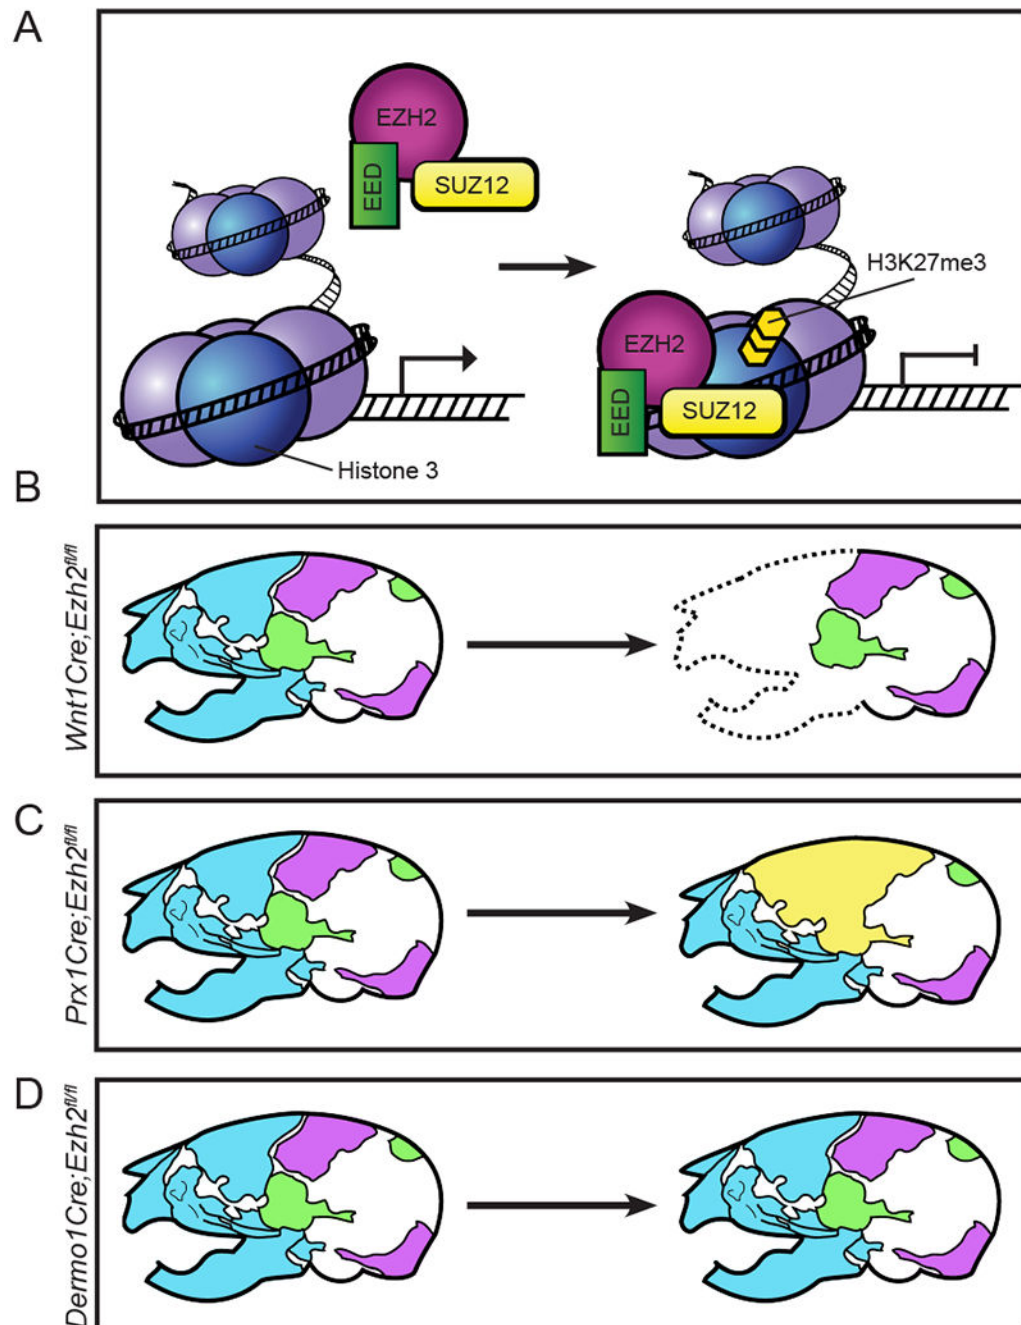 A
EZH2
EED
SUZ12
H3K27me3
EZH2
EED
SUZ12
Histone 3
B
Wnt1Cre;Ezh2fl/fl
C
Prx1Cre;Ezh2fl/fl
D
Dermo1Cre;Ezh2fl/fl